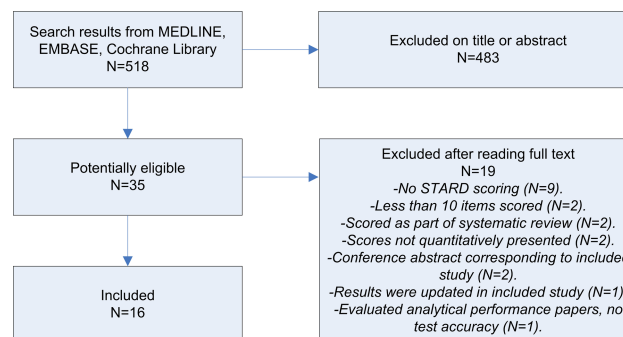 Search results from MEDLINE,
EMBASE, Cochrane Library
N=518
Excluded on title or abstract
N=483
Potentially eligible
N=35
Excluded after reading full text
N=19
-No STARD scoring (N=9).
-Less than 10 items scored (N=2).
-Scored as part of systematic review (N=2).
-Scores not quantitatively presented (N=2).
-Conference abstract corresponding to
study (N=2).
-Results were updated in included study (N=1)
-Evaluated analytical performance papers,
test accuracy (N=1).
Included
N=16